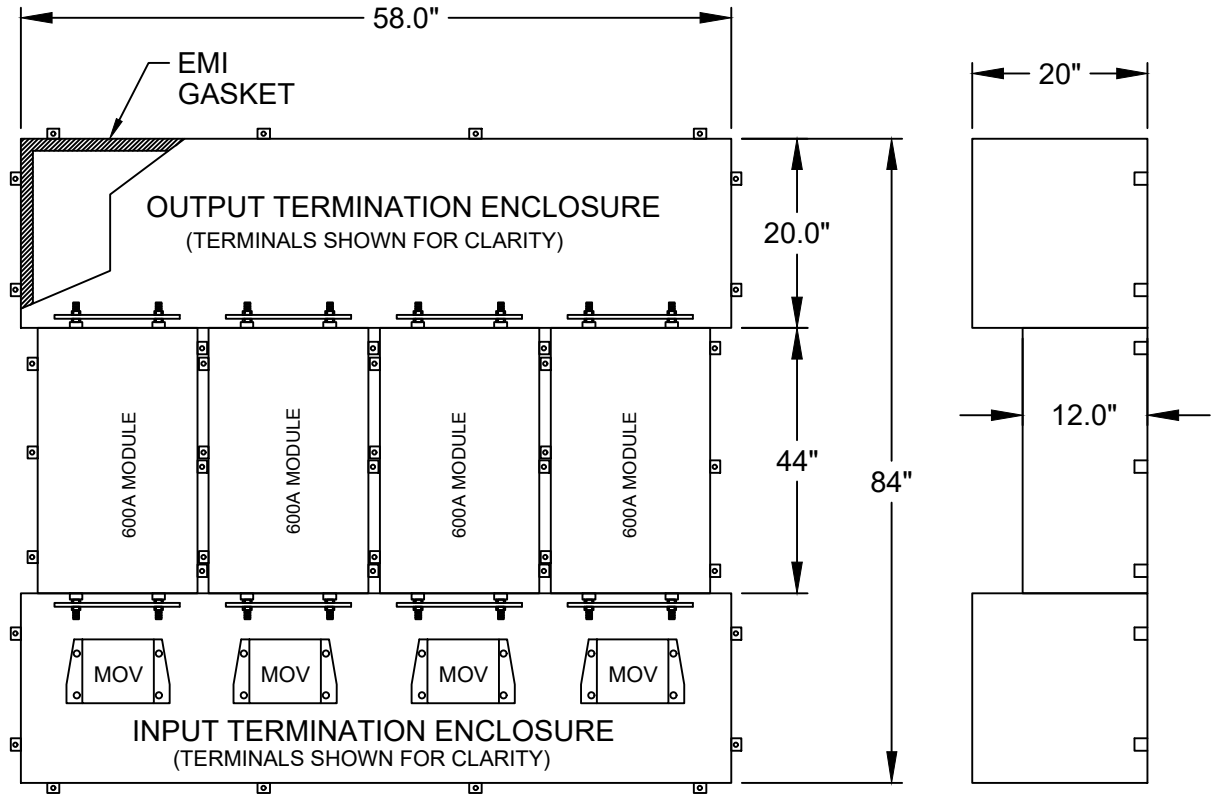 58.0"
EMI
GASKET
20"
OUTPUT TERMINATION ENCLOSURE
(TERMINALS SHOWN FOR CLARITY)
20.0"
600A MODULE
600A MODULE
600A MODULE
600A MODULE
44"
84"
12.0"
MOV
MOV
MOV
MOV
INPUT TERMINATION ENCLOSURE
(TERMINALS SHOWN FOR CLARITY)